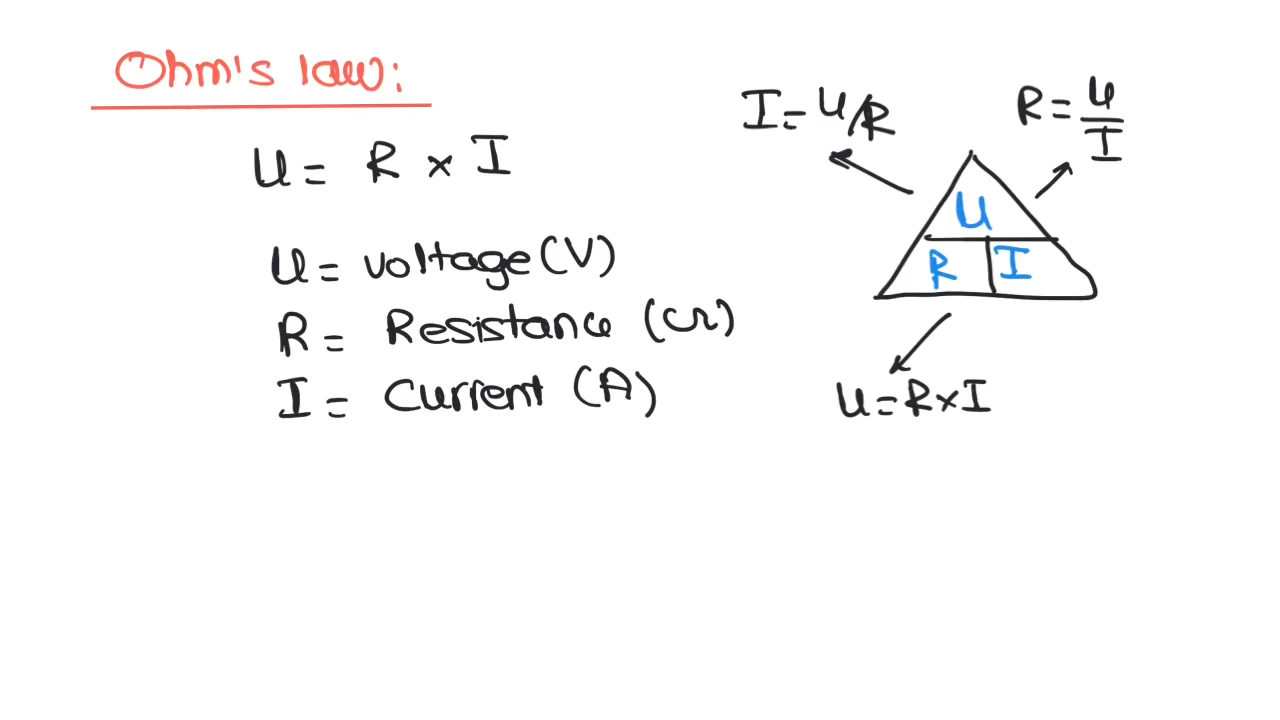 Ohm's law:
U = R × I
U = voltage (V)
R = Resistance (Ω)
I = Current (A)
I = U/R
R = U/I
U
R I
U = R × I